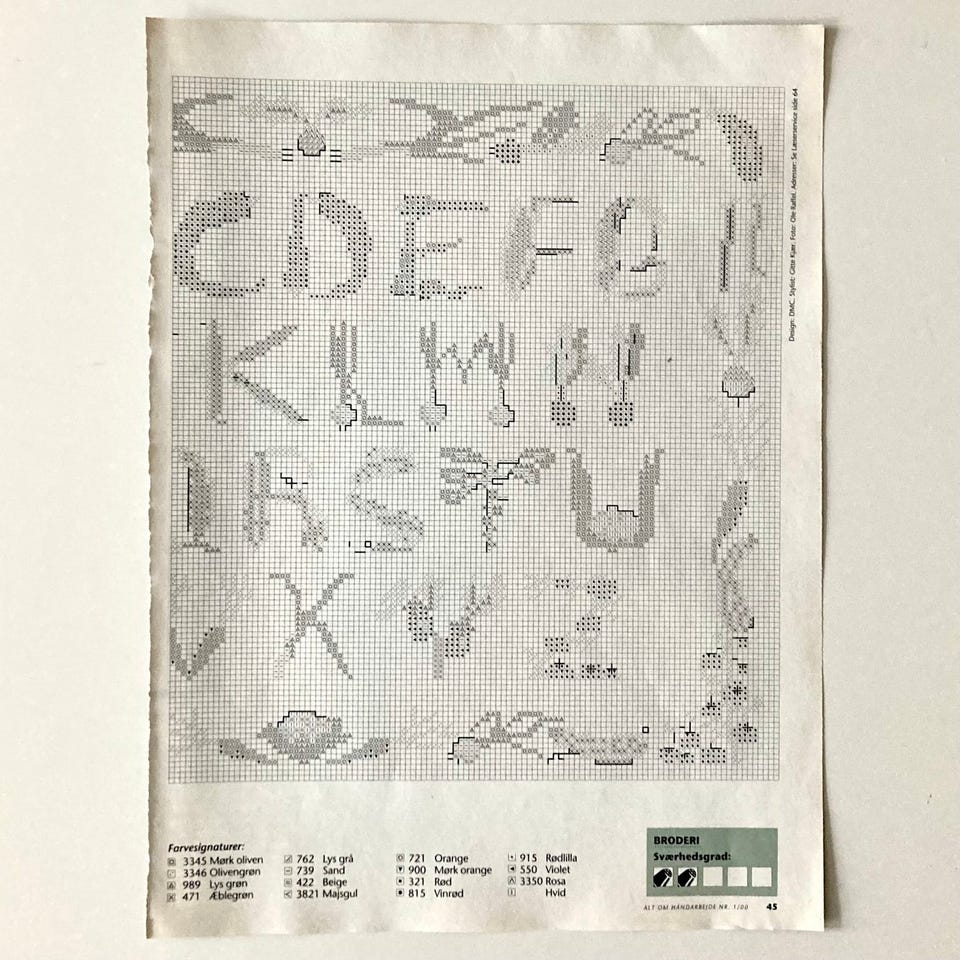 C D E F G I
K L M N
R S T U
V X Y Z
Design: DMC. Stylist: Gitte Kjær. Foto: Ole Røffel. Adresser: Se Læserservice side 64
Farvesignaturer:
3345 Mørk oliven
3346 Olivengrøn
989 Lys grøn
471 Æblegrøn
762 Lys grå
739 Sand
422 Beige
3821 Majsgul
721 Orange
900 Mørk orange
321 Rød
815 Vinrød
915 Rødlilla
550 Violet
3350 Rosa
Hvid
BRODERI
Sværhedsgrad:
ALT OM HÅNDARBEJDE NR. 1/00 45